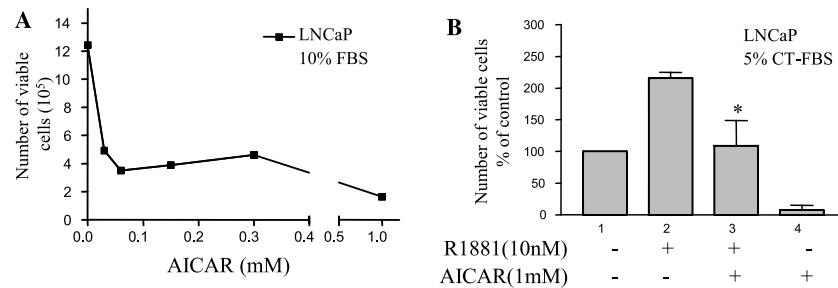 A
LNCaP
10% FBS
Number of viable
cells (10⁵)
14
12
10
8
6
4
2
0
0.0 0.1 0.2 0.3 0.4 0.5 1.0
AICAR (mM)
B
LNCaP
5% CT-FBS
Number of viable cells
% of control
300
250
200
150
100
50
0
1 2 3 4
R1881(10nM) - + + -
AICAR(1mM) - - + +
*